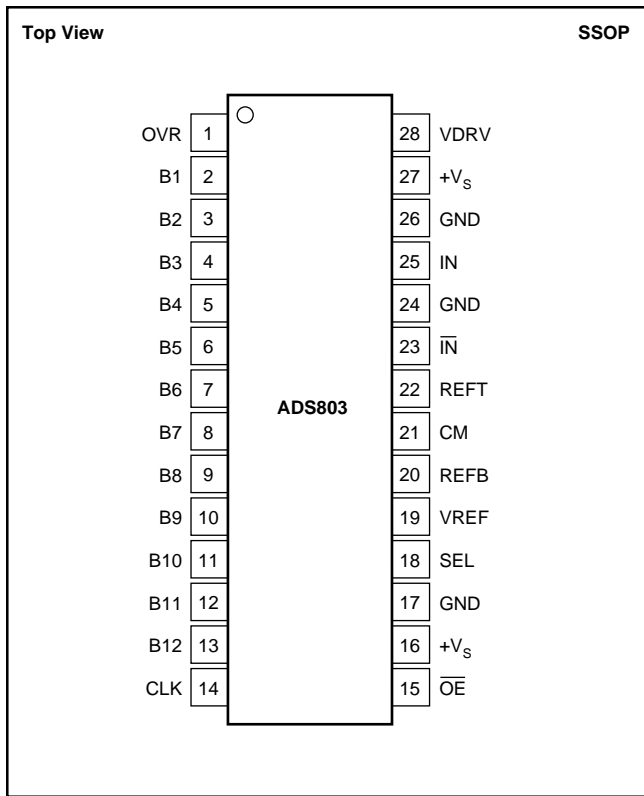 Top View SSOP
OVR 1 28 VDRV
B1 2 27 +VS
B2 3 26 GND
B3 4 25 IN
B4 5 24 GND
B5 6 23 I̅N̅
B6 7 22 REFT
ADS803
B7 8 21 CM
B8 9 20 REFB
B9 10 19 VREF
B10 11 18 SEL
B11 12 17 GND
B12 13 16 +VS
CLK 14 15 O̅E̅